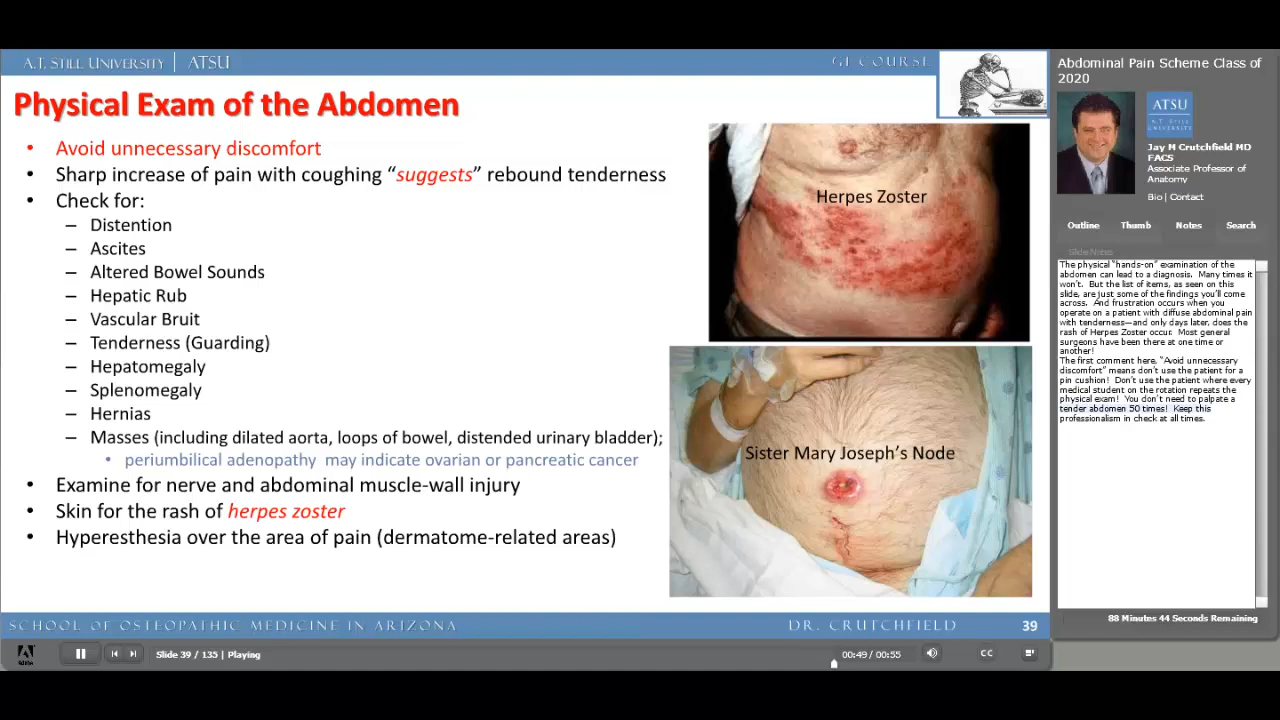 A.T. STILL UNIVERSITY | ATSU
GI COURSE
Physical Exam of the Abdomen
• Avoid unnecessary discomfort
• Sharp increase of pain with coughing “suggests” rebound tenderness
• Check for:
– Distention
– Ascites
– Altered Bowel Sounds
– Hepatic Rub
– Vascular Bruit
– Tenderness (Guarding)
– Hepatomegaly
– Splenomegaly
– Hernias
– Masses (including dilated aorta, loops of bowel, distended urinary bladder);
• periumbilical adenopathy may indicate ovarian or pancreatic cancer
• Examine for nerve and abdominal muscle-wall injury
• Skin for the rash of herpes zoster
• Hyperesthesia over the area of pain (dermatome-related areas)
Herpes Zoster
Sister Mary Joseph’s Node
SCHOOL OF OSTEOPATHIC MEDICINE IN ARIZONA
DR. CRUTCHFIELD
39
Slide 39 / 135 | Playing
00:49 / 00:55
CC
Abdominal Pain Scheme Class of
2020
ATSU
A.T. STILL
UNIVERSITY
Jay M Crutchfield MD
FACS
Associate Professor of
Anatomy
Bio | Contact
Outline
Thumb
Notes
Search
Slide Notes
The physical “hands-on” examination of the
abdomen can lead to a diagnosis. Many times it
won’t. But the list of items, as seen on this
slide, are just some of the findings you’ll come
across. And frustration occurs when you
operate on a patient with diffuse abdominal pain
with tenderness—and only days later, does the
rash of Herpes Zoster occur. Most general
surgeons have been there at one time or
another!
The first comment here, “Avoid unnecessary
discomfort” means don’t use the patient for a
pin cushion! Don’t use the patient where every
medical student on the rotation repeats the
physical exam! You don’t need to palpate a
tender abdomen 50 times! Keep this
professionalism in check at all times.
88 Minutes 44 Seconds Remaining